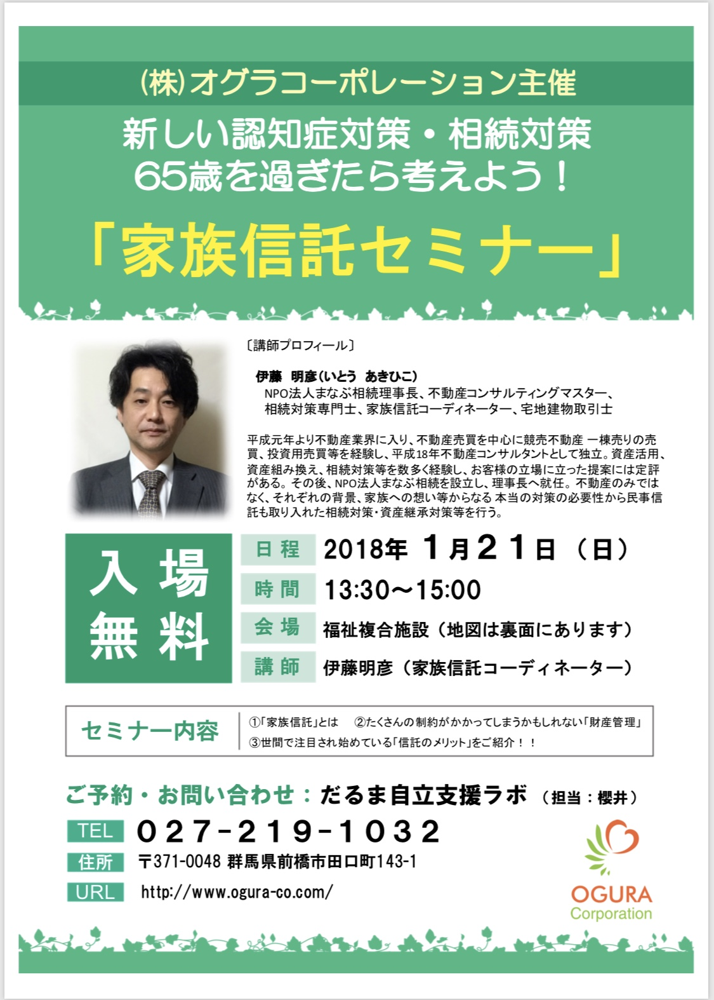 (株)オグラコーポレーション主催
新しい認知症対策・相続対策
65歳を過ぎたら考えよう！
「家族信託セミナー」
〔講師プロフィール〕
伊藤　明彦(いとう　あきひこ)
NPO法人まなぶ相続理事長、不動産コンサルティングマスター、
相続対策専門士、家族信託コーディネーター、宅地建物取引士
平成元年より不動産業界に入り、不動産売買を中心に競売不動産 一棟売りの売
買、投資用売買等を経験し、平成18年不動産コンサルタントとして独立。資産活用、
資産組み換え、相続対策等を数多く経験し、お客様の立場に立った提案には定評
がある。その後、NPO法人まなぶ相続を設立し、理事長へ就任。不動産のみでは
なく、それぞれの背景、家族への想い等からなる 本当の対策の必要性から民事信
託も取り入れた相続対策・資産継承対策等を行う。
入場
無料
日程 2018年 1月21日（日）
時間 13:30〜15:00
会場 福祉複合施設（地図は裏面にあります）
講師 伊藤明彦（家族信託コーディネーター）
セミナー内容
①「家族信託」とは　②たくさんの制約がかかってしまうかもしれない「財産管理」
③世間で注目され始めている「信託のメリット」をご紹介！！
ご予約・お問い合わせ：だるま自立支援ラボ（担当：櫻井）
TEL 027-219-1032
住所 〒371-0048 群馬県前橋市田口町143-1
URL http://www.ogura-co.com/
OGURA
Corporation